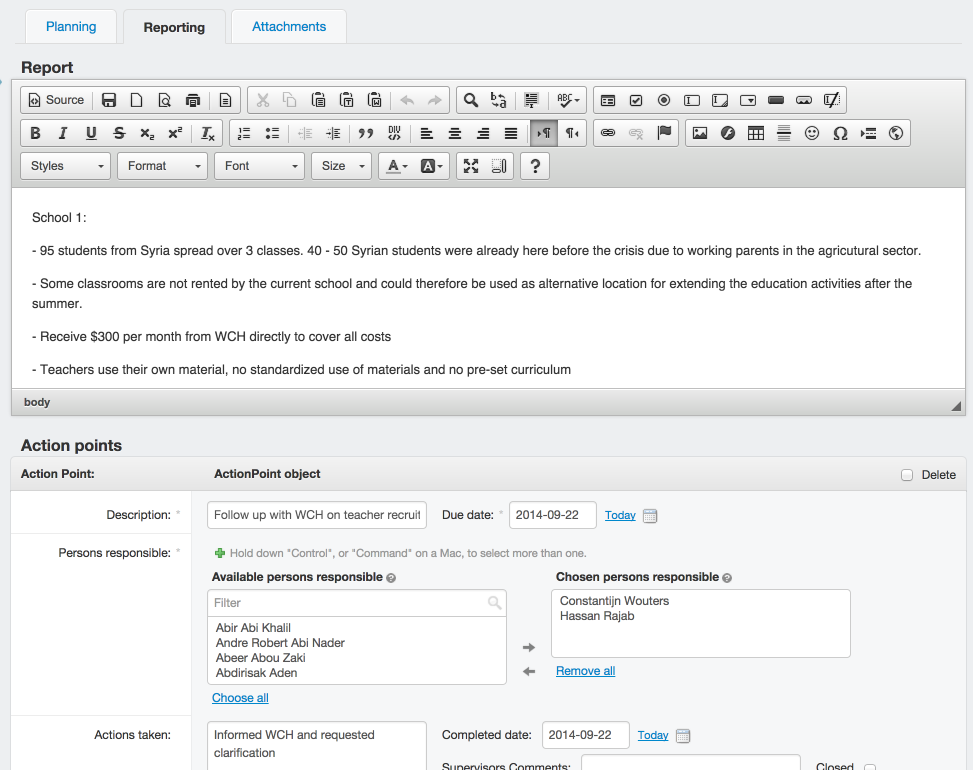 Planning
Reporting
Attachments
Report
Source
ABC
B I U S x₂ x² Tx
DIV
Styles
Format
Font
Size
A
A
?
School 1:
- 95 students from Syria spread over 3 classes. 40 - 50 Syrian students were already here before the crisis due to working parents in the agricutural sector.
- Some classrooms are not rented by the current school and could therefore be used as alternative location for extending the education activities after the
summer.
- Receive $300 per month from WCH directly to cover all costs
- Teachers use their own material, no standardized use of materials and no pre-set curriculum
body
Action points
Action Point:
ActionPoint object
Delete
Description: *
Follow up with WCH on teacher recruit
Due date: *
2014-09-22
Today
Persons responsible: *
Hold down "Control", or "Command" on a Mac, to select more than one.
Available persons responsible
Chosen persons responsible
Filter
Abir Abi Khalil
Andre Robert Abi Nader
Abeer Abou Zaki
Abdirisak Aden
Constantijn Wouters
Hassan Rajab
Remove all
Choose all
Actions taken:
Informed WCH and requested
clarification
Completed date:
2014-09-22
Today
Supervisors Comments:
Closed